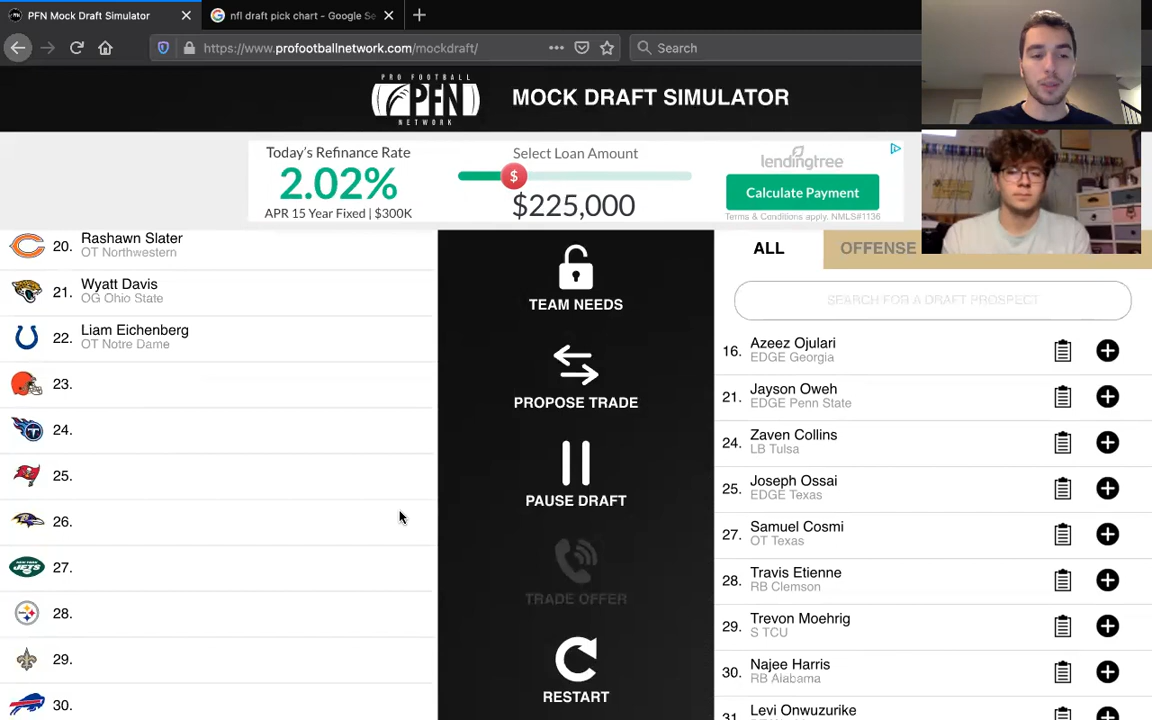 PFN Mock Draft Simulator
nfl draft pick chart - Google Se
https://www.profootballnetwork.com/mockdraft/
Search
PRO FOOTBALL
PFN
NETWORK
MOCK DRAFT SIMULATOR
Today's Refinance Rate
2.02%
APR 15 Year Fixed | $300K
Select Loan Amount
$
$225,000
lendingtree
Calculate Payment
Terms & Conditions apply. NMLS#1136
20. Rashawn Slater
OT Northwestern
21. Wyatt Davis
OG Ohio State
22. Liam Eichenberg
OT Notre Dame
23.
24.
25.
26.
27.
28.
29.
30.
TEAM NEEDS
PROPOSE TRADE
PAUSE DRAFT
TRADE OFFER
RESTART
ALL
OFFENSE
SEARCH FOR A DRAFT PROSPECT
16. Azeez Ojulari
EDGE Georgia
21. Jayson Oweh
EDGE Penn State
24. Zaven Collins
LB Tulsa
25. Joseph Ossai
EDGE Texas
27. Samuel Cosmi
OT Texas
28. Travis Etienne
RB Clemson
29. Trevon Moehrig
S TCU
30. Najee Harris
RB Alabama
31. Levi Onwuzurike